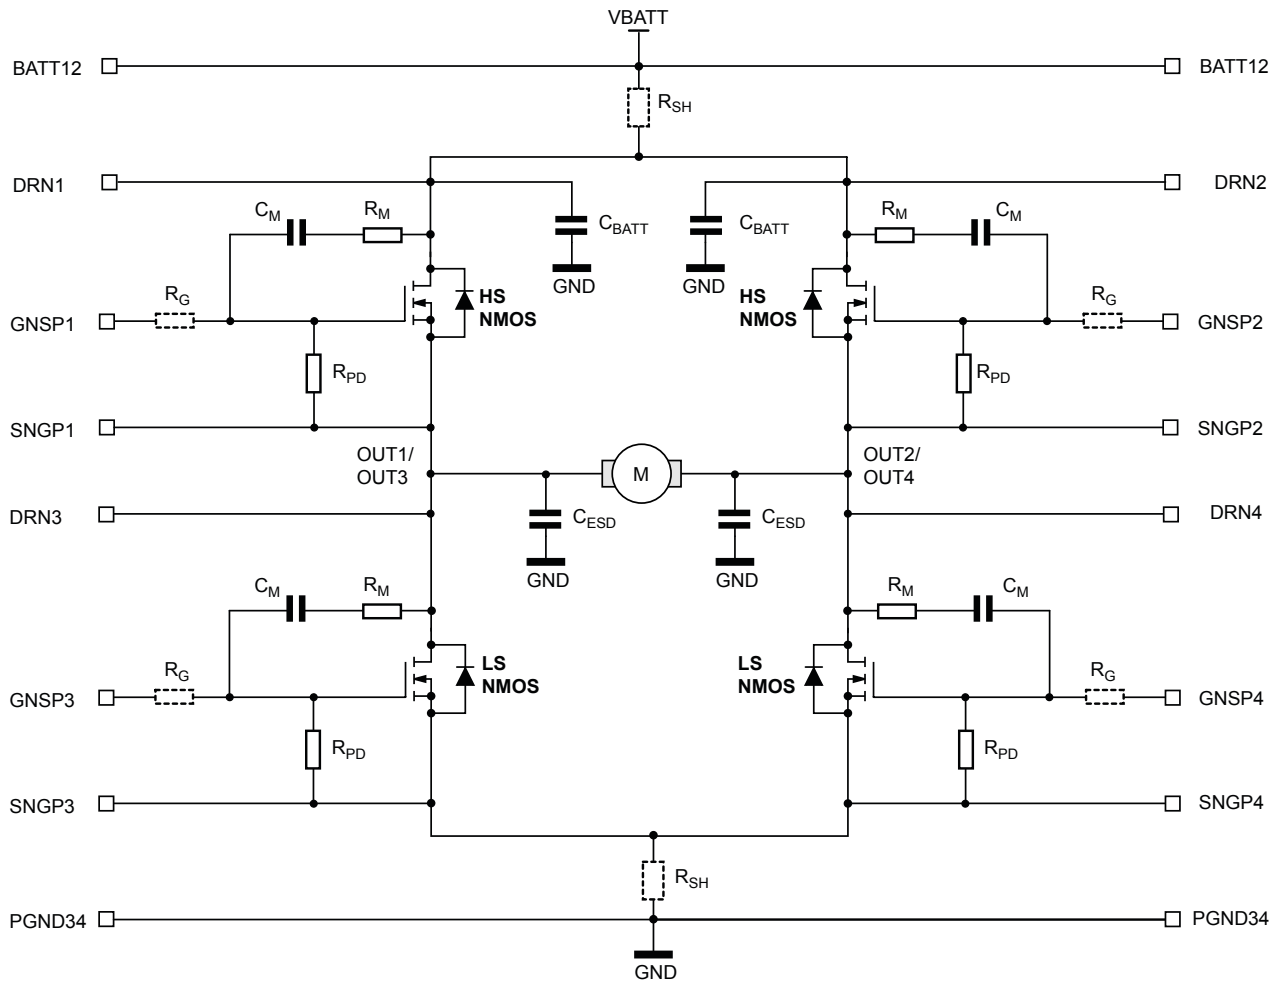 VBATT
BATT12
BATT12
RSH
DRN1
DRN2
CM
RM
CBATT
CBATT
RM
CM
GND
GND
RG
HS
NMOS
HS
NMOS
RG
GNSP1
GNSP2
RPD
RPD
SNGP1
SNGP2
OUT1/
OUT3
M
OUT2/
OUT4
DRN3
CESD
CESD
DRN4
GND
GND
CM
RM
RM
CM
RG
LS
NMOS
LS
NMOS
RG
GNSP3
GNSP4
RPD
RPD
SNGP3
SNGP4
RSH
PGND34
PGND34
GND